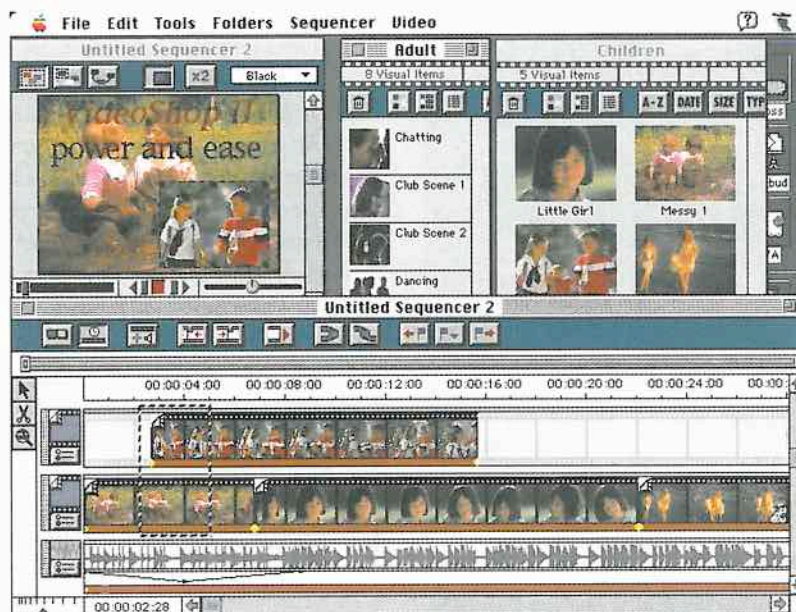 File Edit Tools Folders Sequencer Video
Untitled Sequencer 2
x2
Black
VideoShop II
power and ease
Adult
8 Visual Items
Chatting
Club Scene 1
Club Scene 2
Dancing
Children
5 Visual Items
A-Z DATE SIZE TYP
Little Girl
Messy 1
Untitled Sequencer 2
00:00:04:00 00:00:08:00 00:00:12:00 00:00:16:00 00:00:20:00 00:00:24:00
00:00:02:28